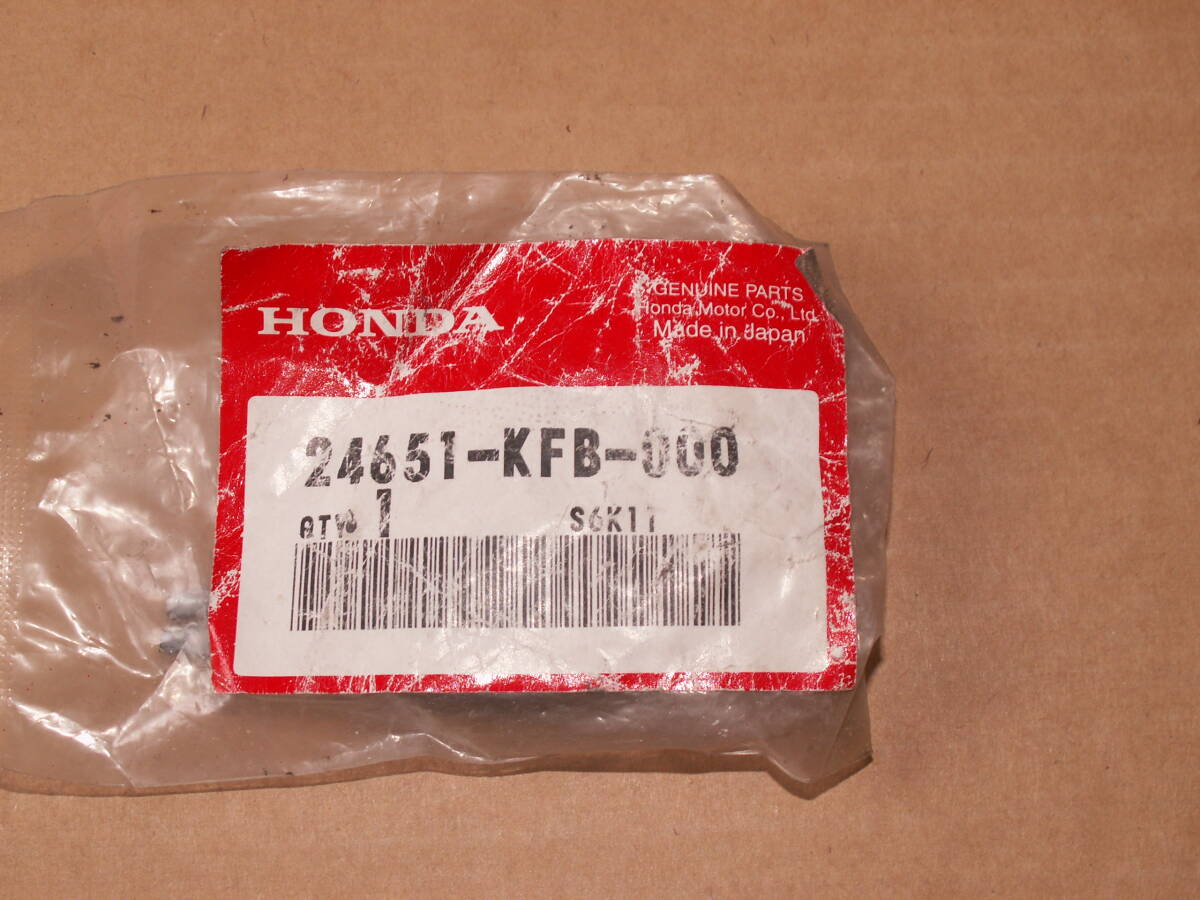 HONDA
GENUINE PARTS
Honda Motor Co., Ltd.
Made in Japan
24651-KFB-000
QTY 1
S6K11